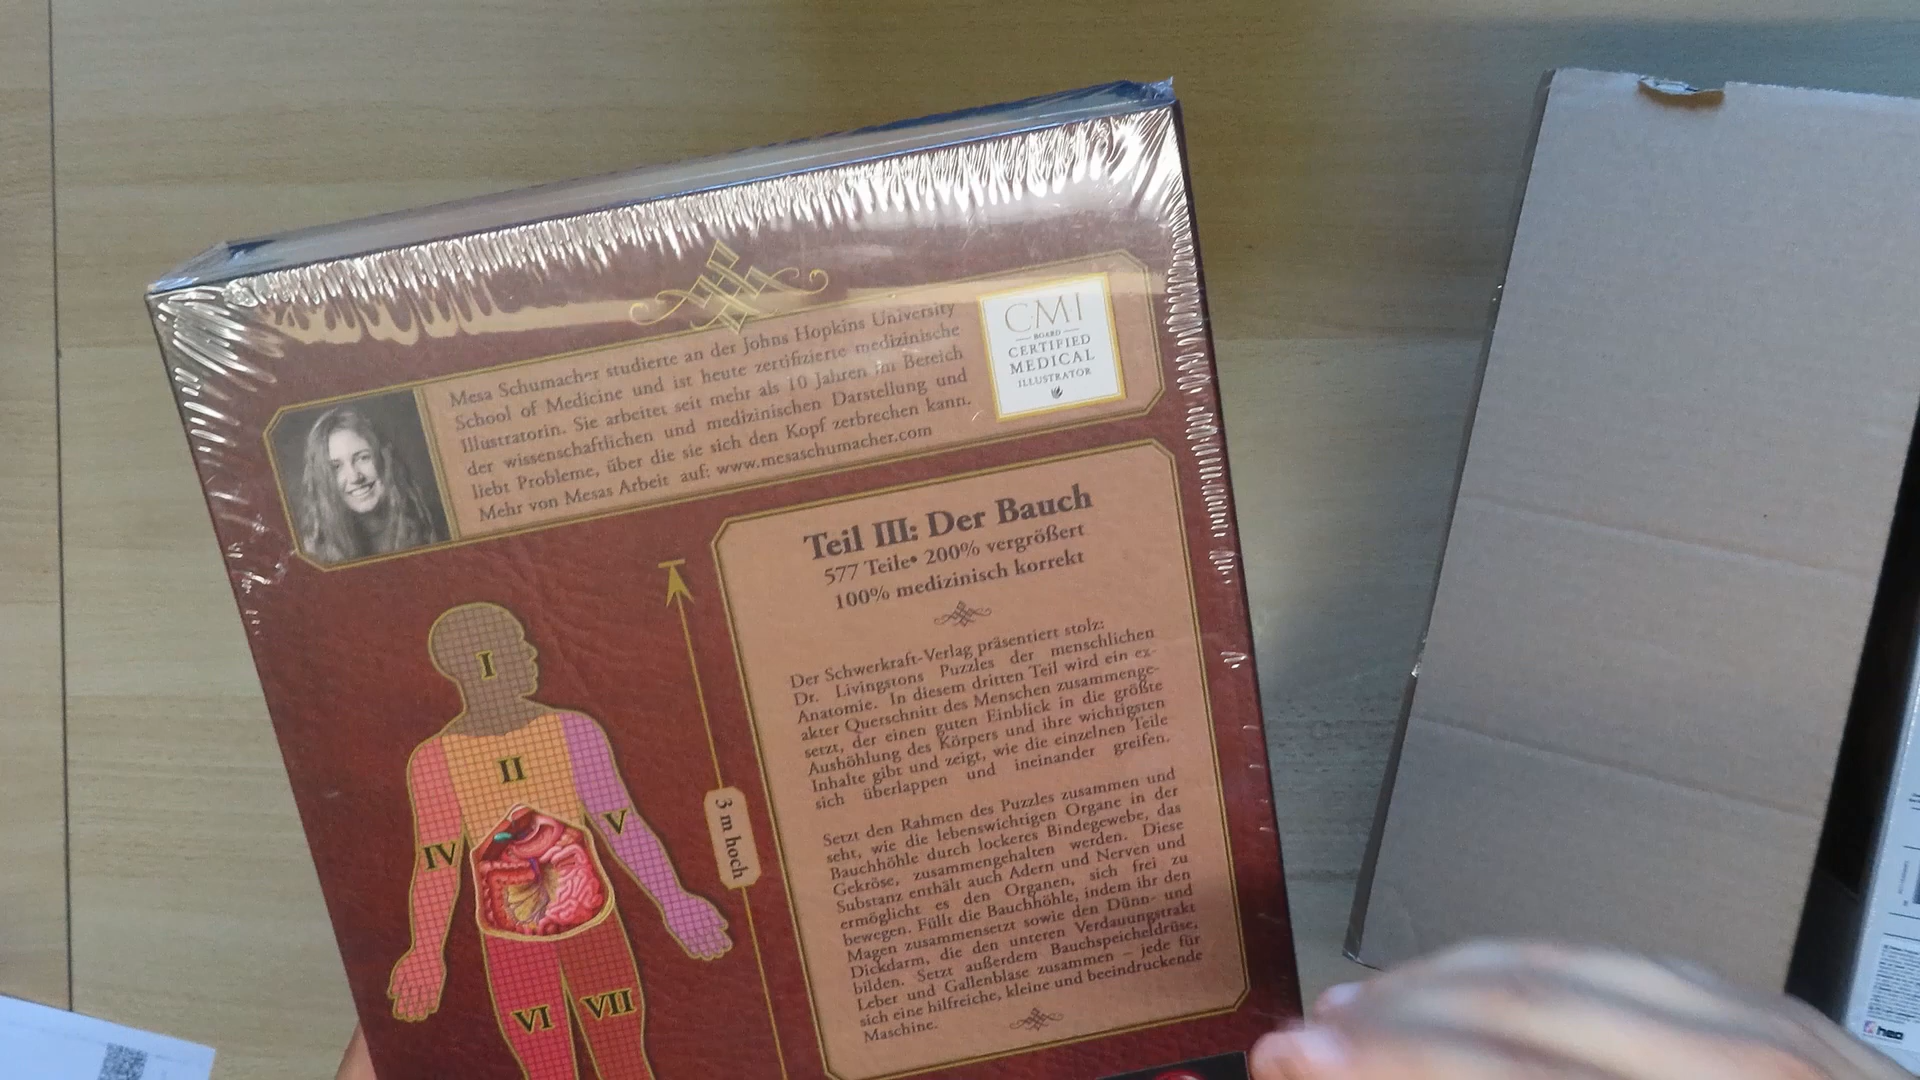 Mesa Schumacher studierte an der Johns Hopkins University
School of Medicine und ist heute zertifizierte medizinische
Illustratorin. Sie arbeitet seit mehr als 10 Jahren im Bereich
der wissenschaftlichen und medizinischen Darstellung und
liebt Probleme, über die sie sich den Kopf zerbrechen kann.
Mehr von Mesas Arbeit auf: www.mesaschumacher.com
CMI
BOARD
CERTIFIED
MEDICAL
ILLUSTRATOR
Teil III: Der Bauch
577 Teile• 200% vergrößert
100% medizinisch korrekt
Der Schwerkraft-Verlag präsentiert stolz:
Dr. Livingstons Puzzles der menschlichen
Anatomie. In diesem dritten Teil wird ein ex-
akter Querschnitt des Menschen zusammenge-
setzt, der einen guten Einblick in die größte
Aushöhlung des Körpers und ihre wichtigsten
Inhalte gibt und zeigt, wie die einzelnen Teile
sich überlappen und ineinander greifen.
Setzt den Rahmen des Puzzles zusammen und
seht, wie die lebenswichtigen Organe in der
Bauchhöhle durch lockeres Bindegewebe, das
Gekröse, zusammengehalten werden. Diese
Substanz enthält auch Adern und Nerven und
ermöglicht es den Organen, sich frei zu
bewegen. Füllt die Bauchhöhle, indem ihr den
Magen zusammensetzt sowie den Dünn- und
Dickdarm, die den unteren Verdauungstrakt
bilden. Setzt außerdem Bauchspeicheldrüse,
Leber und Gallenblase zusammen – jede für
sich eine hilfreiche, kleine und beeindruckende
Maschine.
3 m hoch
I
II
IV
V
VI
VII
heo